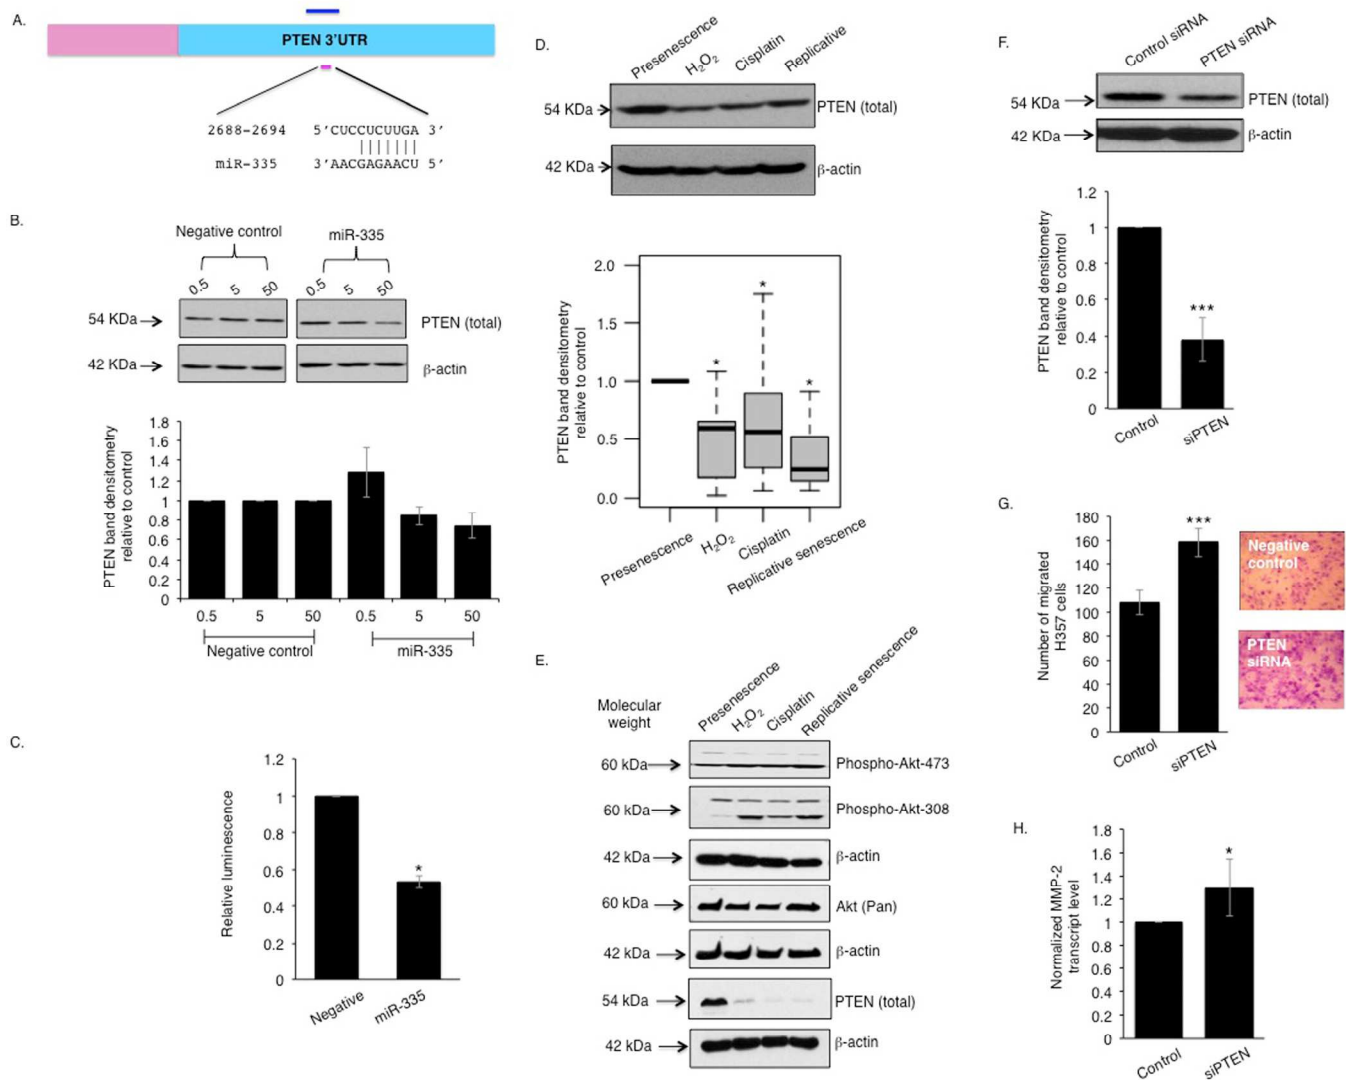 A.
PTEN 3'UTR
2688-2694 5'CUCCUCUUGA 3'
miR-335 3'AACGAGAACU 5'
B.
Negative control
miR-335
0.5 5 50 0.5 5 50
54 KDa
PTEN (total)
42 KDa
β-actin
PTEN band densitometry
relative to control
1.8
1.6
1.4
1.2
1
0.8
0.6
0.4
0.2
0
0.5 5 50 0.5 5 50
Negative control miR-335
C.
Relative luminescence
1.2
1
0.8
0.6
0.4
0.2
0
*
Negative miR-335
D.
Presenescence H2O2 Cisplatin Replicative
54 KDa
PTEN (total)
42 KDa
β-actin
PTEN band densitometry
relative to control
2.0
1.5
1.0
0.5
0.0
* * *
Presenescence H2O2 Cisplatin Replicative senescence
E.
Molecular
weight
Presenescence H2O2 Cisplatin Replicative senescence
60 kDa Phospho-Akt-473
60 kDa Phospho-Akt-308
42 kDa β-actin
60 kDa Akt (Pan)
42 kDa β-actin
54 kDa PTEN (total)
42 kDa β-actin
F.
Control siRNA PTEN siRNA
54 KDa PTEN (total)
42 KDa β-actin
PTEN band densitometry
relative to control
1.2
1
0.8
0.6
0.4
0.2
0
***
Control siPTEN
G.
Number of migrated
H357 cells
180
160
140
120
100
80
60
40
20
0
***
Control siPTEN
Negative
control
PTEN
siRNA
H.
Normalized MMP-2
transcript level
1.8
1.6
1.4
1.2
1
0.8
0.6
0.4
0.2
0
*
Control siPTEN